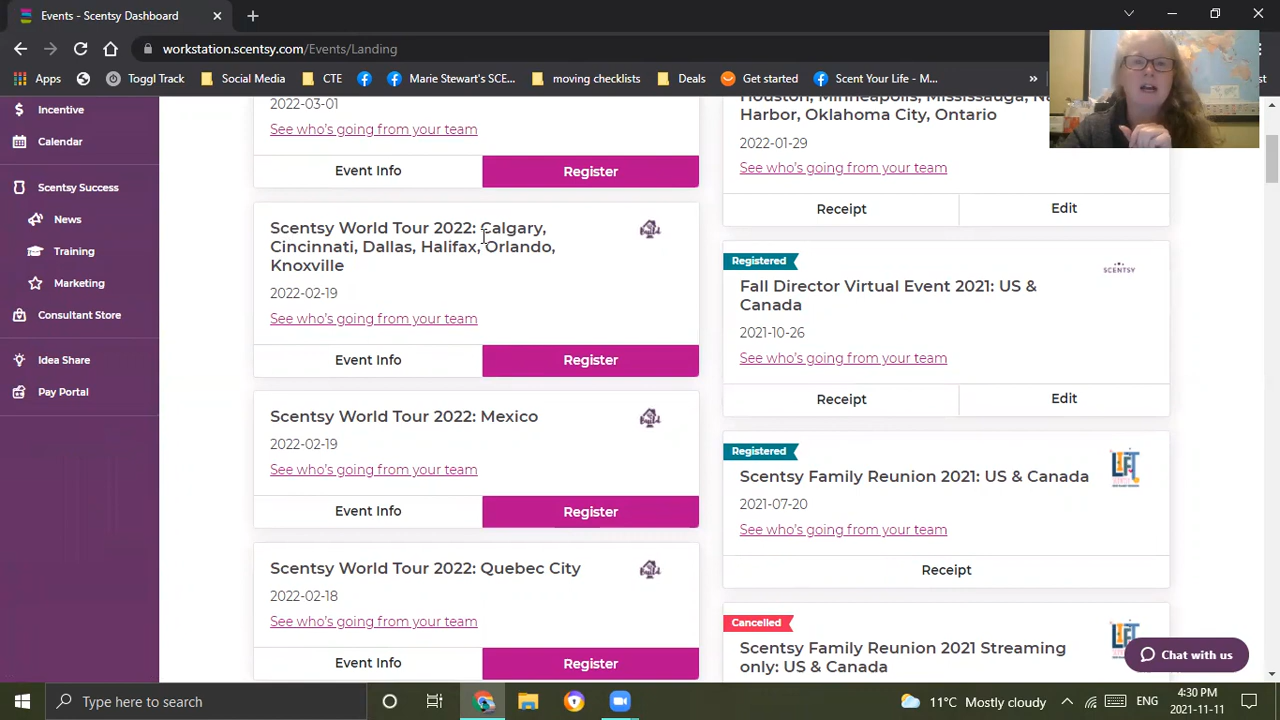 Events - Scentsy Dashboard
workstation.scentsy.com/Events/Landing
Apps
Toggl Track
Social Media
CTE
Marie Stewart's SCE...
moving checklists
Deals
Get started
Scent Your Life - M...
»
st
Incentive
Calendar
Scentsy Success
News
Training
Marketing
Consultant Store
Idea Share
Pay Portal
2022-03-01
See who's going from your team
Event Info
Register
Scentsy World Tour 2022: Calgary,
Cincinnati, Dallas, Halifax, Orlando,
Knoxville
2022-02-19
See who's going from your team
Event Info
Register
Scentsy World Tour 2022: Mexico
2022-02-19
See who's going from your team
Event Info
Register
Scentsy World Tour 2022: Quebec City
2022-02-18
See who's going from your team
Event Info
Register
Houston, Minneapolis, Mississauga,
Harbor, Oklahoma City, Ontario
2022-01-29
See who's going from your team
Receipt
Edit
Registered
SCENTSY
Fall Director Virtual Event 2021: US &
Canada
2021-10-26
See who's going from your team
Receipt
Edit
Registered
LIFT
Scentsy Family Reunion 2021: US & Canada
2021-07-20
See who's going from your team
Receipt
Cancelled
LIFT
Scentsy Family Reunion 2021 Streaming
only: US & Canada
Chat with us
Type here to search
11°C Mostly cloudy
ENG
4:30 PM
2021-11-11